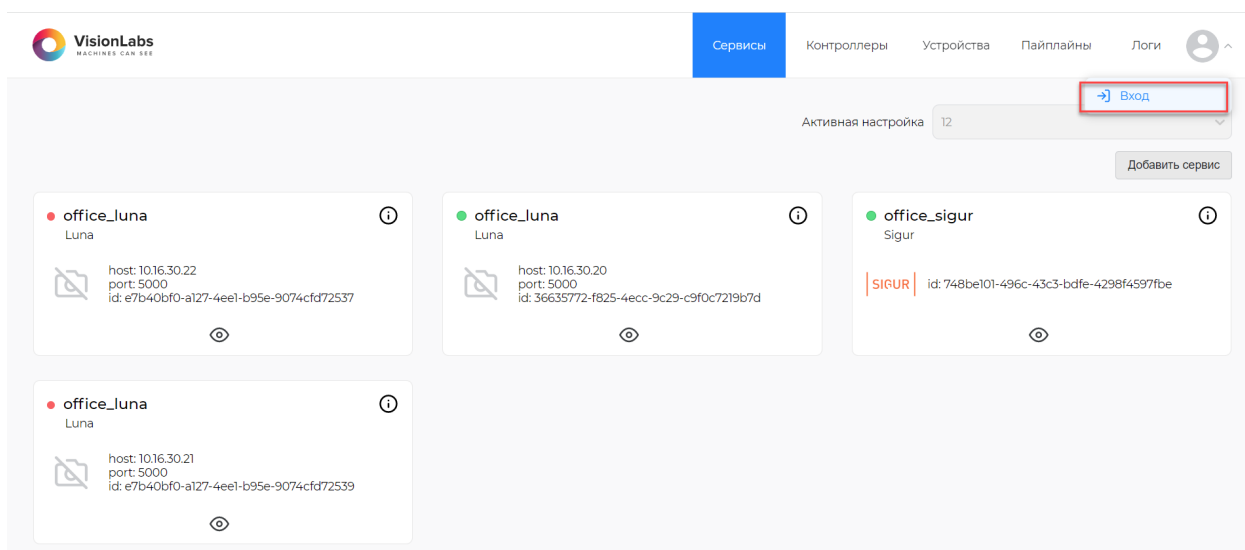 VisionLabs
MACHINES CAN SEE
Сервисы
Контроллеры
Устройства
Пайплайны
Логи
Вход
Активная настройка
12
Добавить сервис
office_luna
Luna
host: 10.16.30.22
port: 5000
id: e7b40bf0-a127-4ee1-b95e-9074cfd72537
office_luna
Luna
host: 10.16.30.20
port: 5000
id: 36635772-f825-4ecc-9c29-c9f0c7219b7d
office_sigur
Sigur
SIGUR
id: 748be101-496c-43c3-bdfe-4298f4597fbe
office_luna
Luna
host: 10.16.30.21
port: 5000
id: e7b40bf0-a127-4ee1-b95e-9074cfd72539